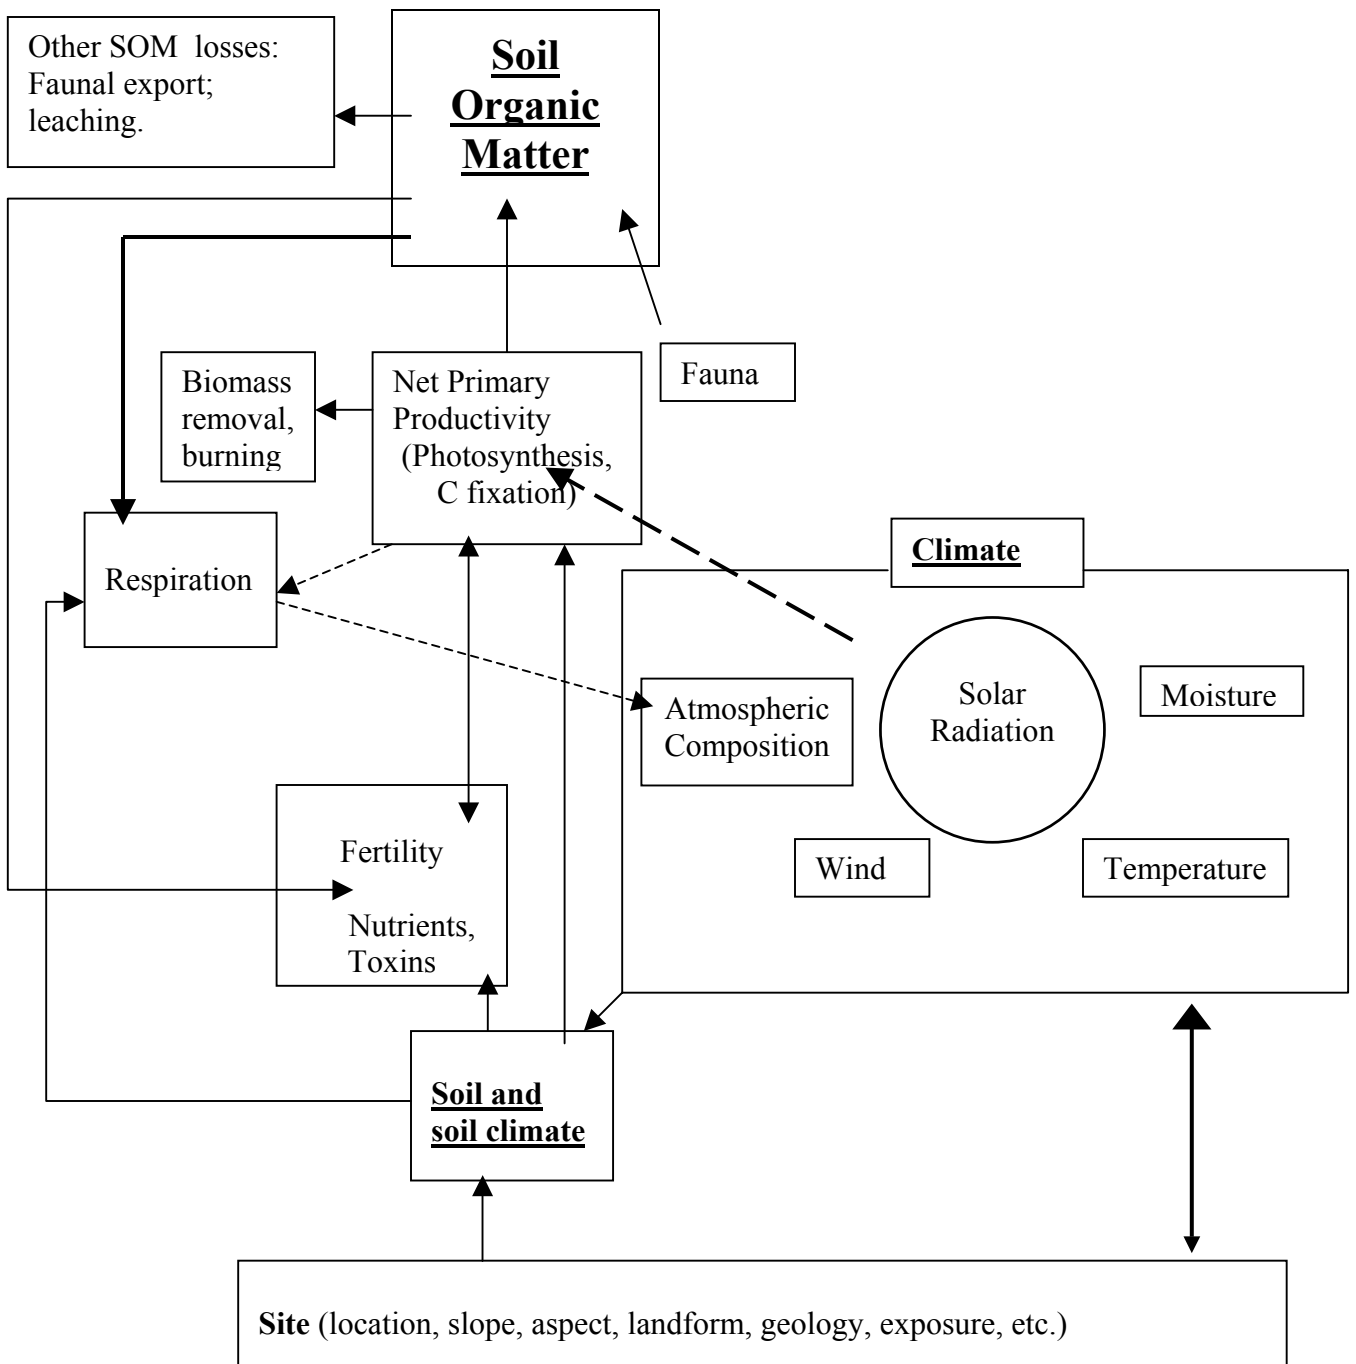 Other SOM losses:
Faunal export;
leaching.
Soil
Organic
Matter
Biomass
removal,
burning
Net Primary
Productivity
(Photosynthesis,
C fixation)
Fauna
Respiration
Climate
Atmospheric
Composition
Solar
Radiation
Moisture
Wind
Temperature
Fertility
Nutrients,
Toxins
Soil and
soil climate
Site (location, slope, aspect, landform, geology, exposure, etc.)